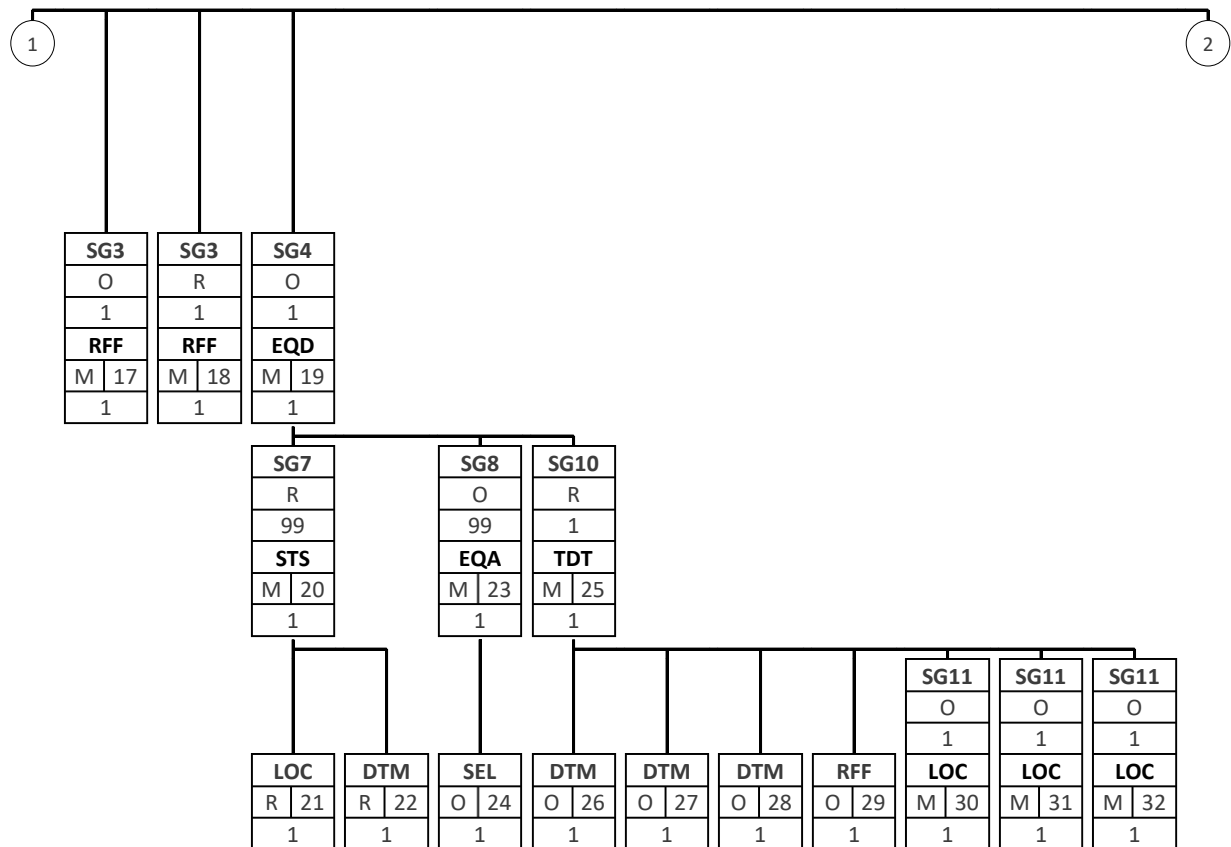 1 2
SG3 SG3 SG4
O R O
1 1 1
RFF RFF EQD
M 17 M 18 M 19
1 1 1
SG7 SG8 SG10
R O R
99 99 1
STS EQA TDT
M 20 M 23 M 25
1 1 1
SG11 SG11 SG11
O O O
1 1 1
LOC DTM SEL DTM DTM DTM RFF LOC LOC LOC
R 21 R 22 O 24 O 26 O 27 O 28 O 29 M 30 M 31 M 32
1 1 1 1 1 1 1 1 1 1